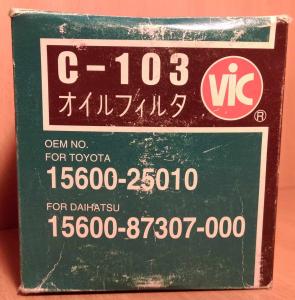 C-103
オイルフィルタ
VIC
®
OEM NO.
FOR TOYOTA
15600-25010
FOR DAIHATSU
15600-87307-000